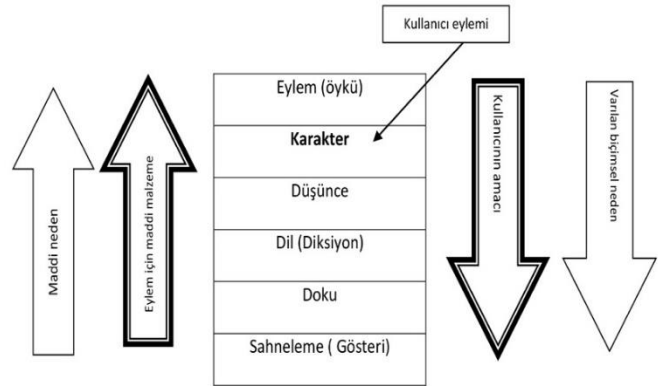 Kullanıcı eylemi
Eylem (öykü)
Karakter
Düşünce
Dil (Diksiyon)
Doku
Sahneleme ( Gösteri)
Maddi neden
Eylem için maddi malzeme
Kullanıcının amacı
Varılan biçimsel neden